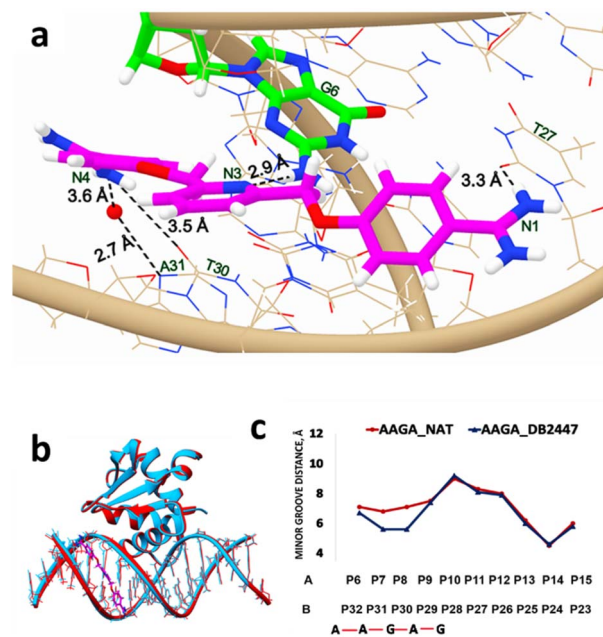 a
G6
T27
N4
N3
2.9 Å
3.3 Å
3.6 Å
N1
3.5 Å
2.7 Å
A31
T30
b
c
AAGA_NAT
AAGA_DB2447
MINOR GROOVE DISTANCE, Å
12
10
8
6
4
A P6 P7 P8 P9 P10 P11 P12 P13 P14 P15
B P32 P31 P30 P29 P28 P27 P26 P25 P24 P23
A A G A G